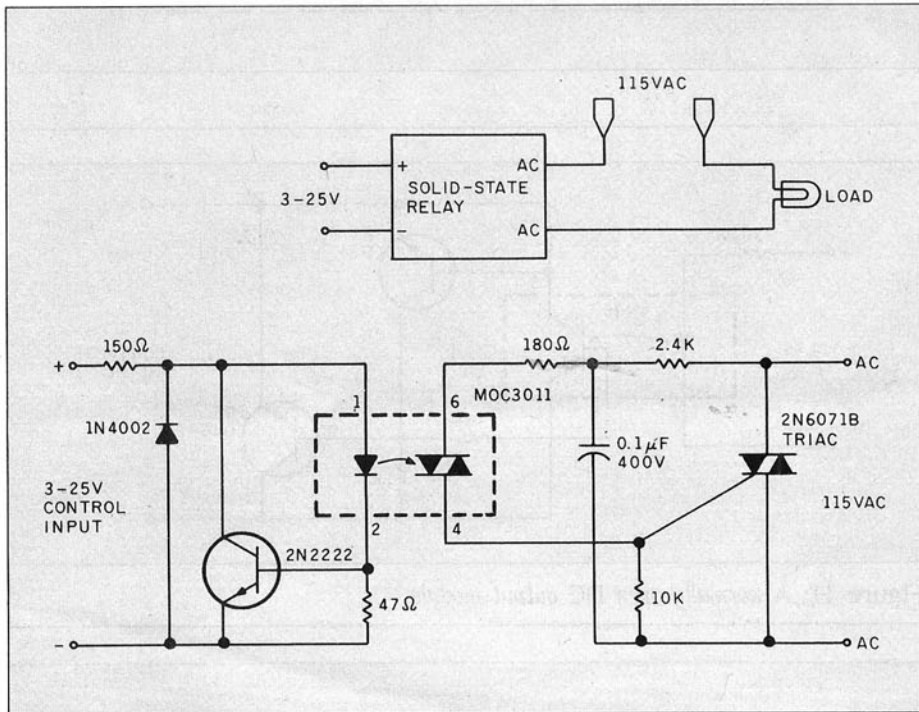 115VAC
+
AC
3-25V
SOLID-STATE
RELAY
LOAD
-
AC
150Ω
180Ω
2.4K
+
AC
1
6
MOC3011
1N4002
2N6071B
TRIAC
0.1µF
400V
3-25V
CONTROL
INPUT
115VAC
2
4
2N2222
47Ω
10K
-
AC